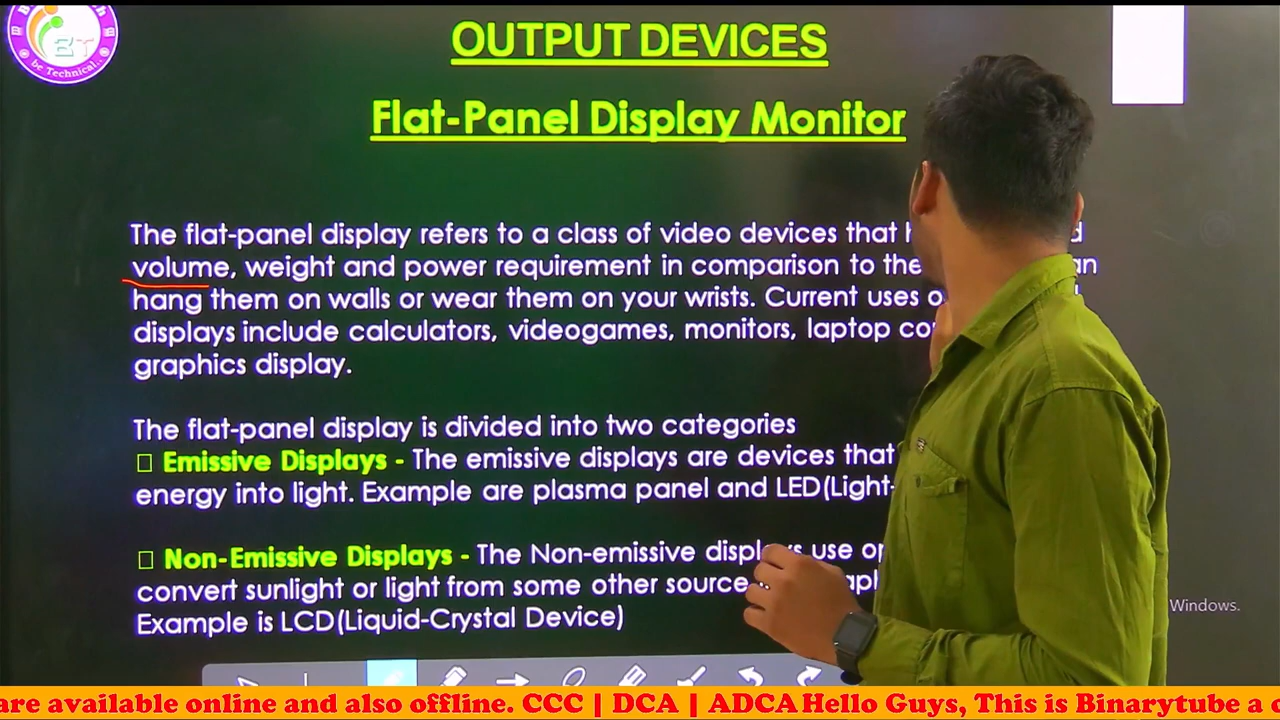 BT
be Technical.
OUTPUT DEVICES
Flat-Panel Display Monitor
The flat-panel display refers to a class of video devices that
volume, weight and power requirement in comparison to the
hang them on walls or wear them on your wrists. Current uses
displays include calculators, videogames, monitors, laptop
graphics display.
The flat-panel display is divided into two categories
Emissive Displays - The emissive displays are devices that
energy into light. Example are plasma panel and LED(Light-
Non-Emissive Displays - The Non-emissive displays use
convert sunlight or light from some other source
Example is LCD(Liquid-Crystal Device)
Windows.
are available online and also offline. CCC | DCA | ADCA Hello Guys, This is Binarytube a